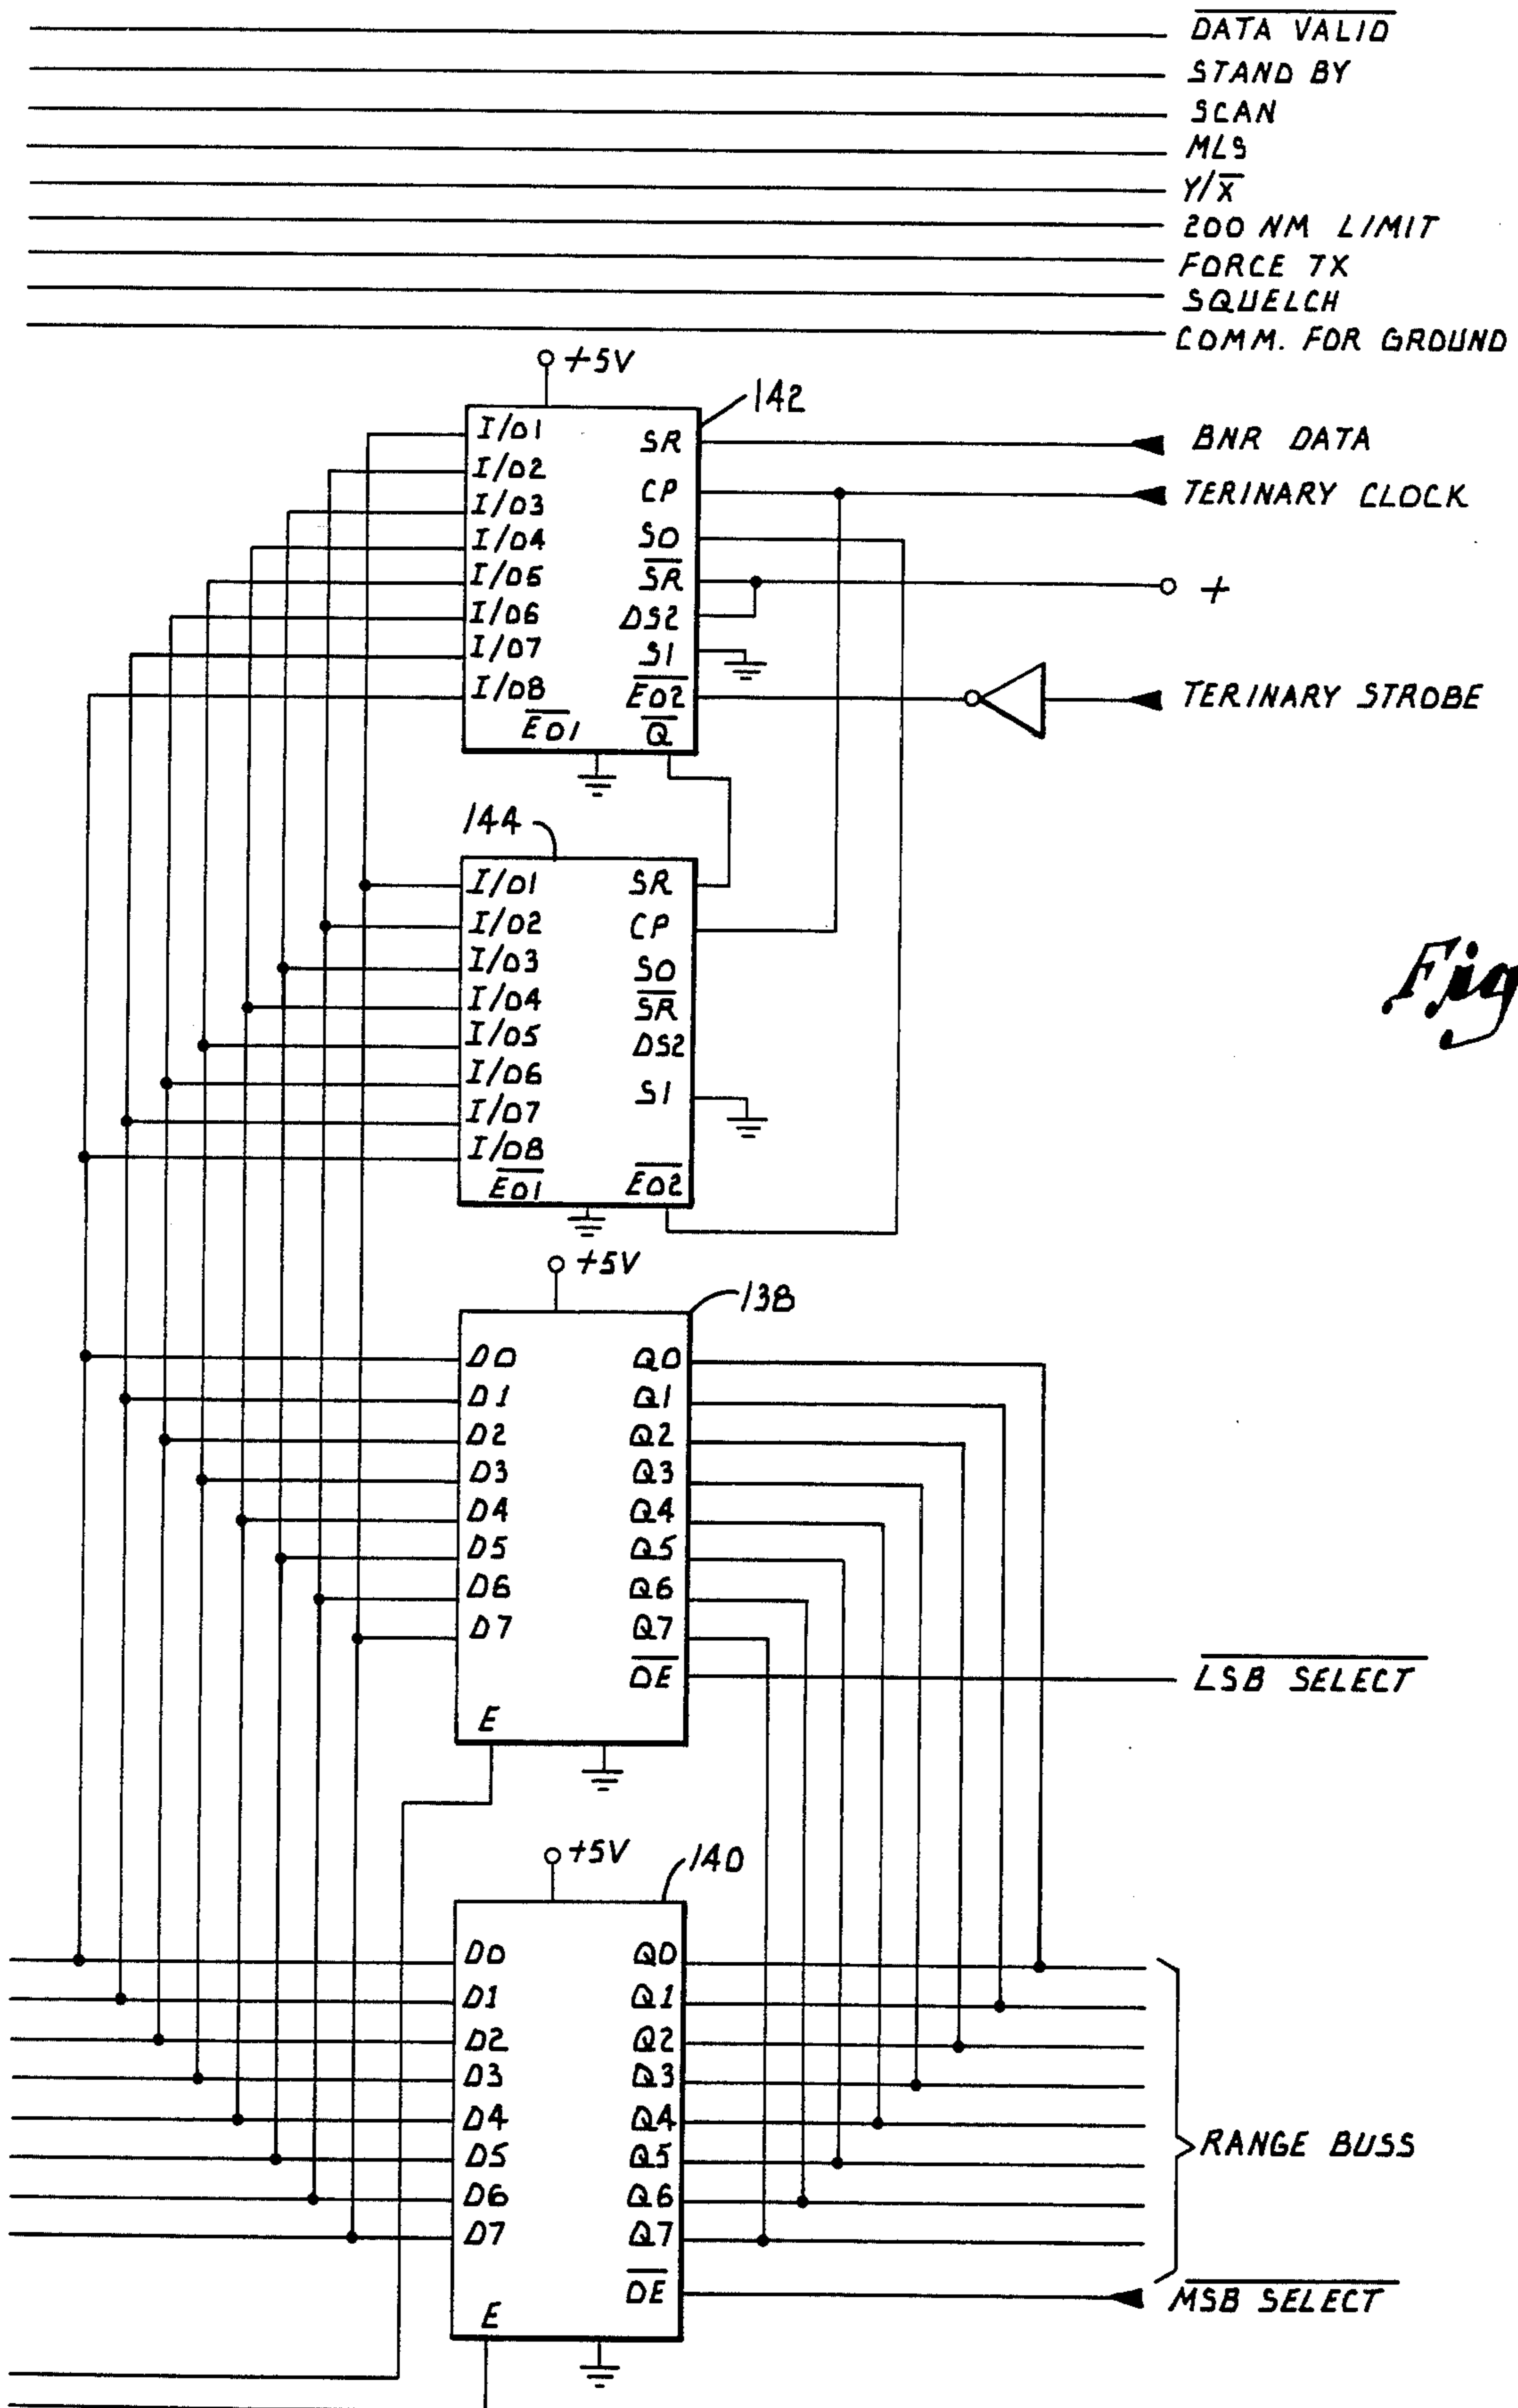 DATA VALID
STAND BY
SCAN
MLS
Y/X̅
200 NM LIMIT
FORCE TX
SQUELCH
COMM. FOR GROUND
+5V
142
I/O1
I/O2
I/O3
I/O4
I/O5
I/O6
I/O7
I/O8
EO1
SR
CP
SO
SR
DS2
S1
EO2
Q
BNR DATA
TERINARY CLOCK
+
TERINARY STROBE
144
I/O1
I/O2
I/O3
I/O4
I/O5
I/O6
I/O7
I/O8
EO1
SR
CP
SO
SR
DS2
S1
EO2
Fig
+5V
138
D0
D1
D2
D3
D4
D5
D6
D7
E
Q0
Q1
Q2
Q3
Q4
Q5
Q6
Q7
OE
LSB SELECT
+5V
140
D0
D1
D2
D3
D4
D5
D6
D7
E
Q0
Q1
Q2
Q3
Q4
Q5
Q6
Q7
OE
RANGE BUSS
MSB SELECT